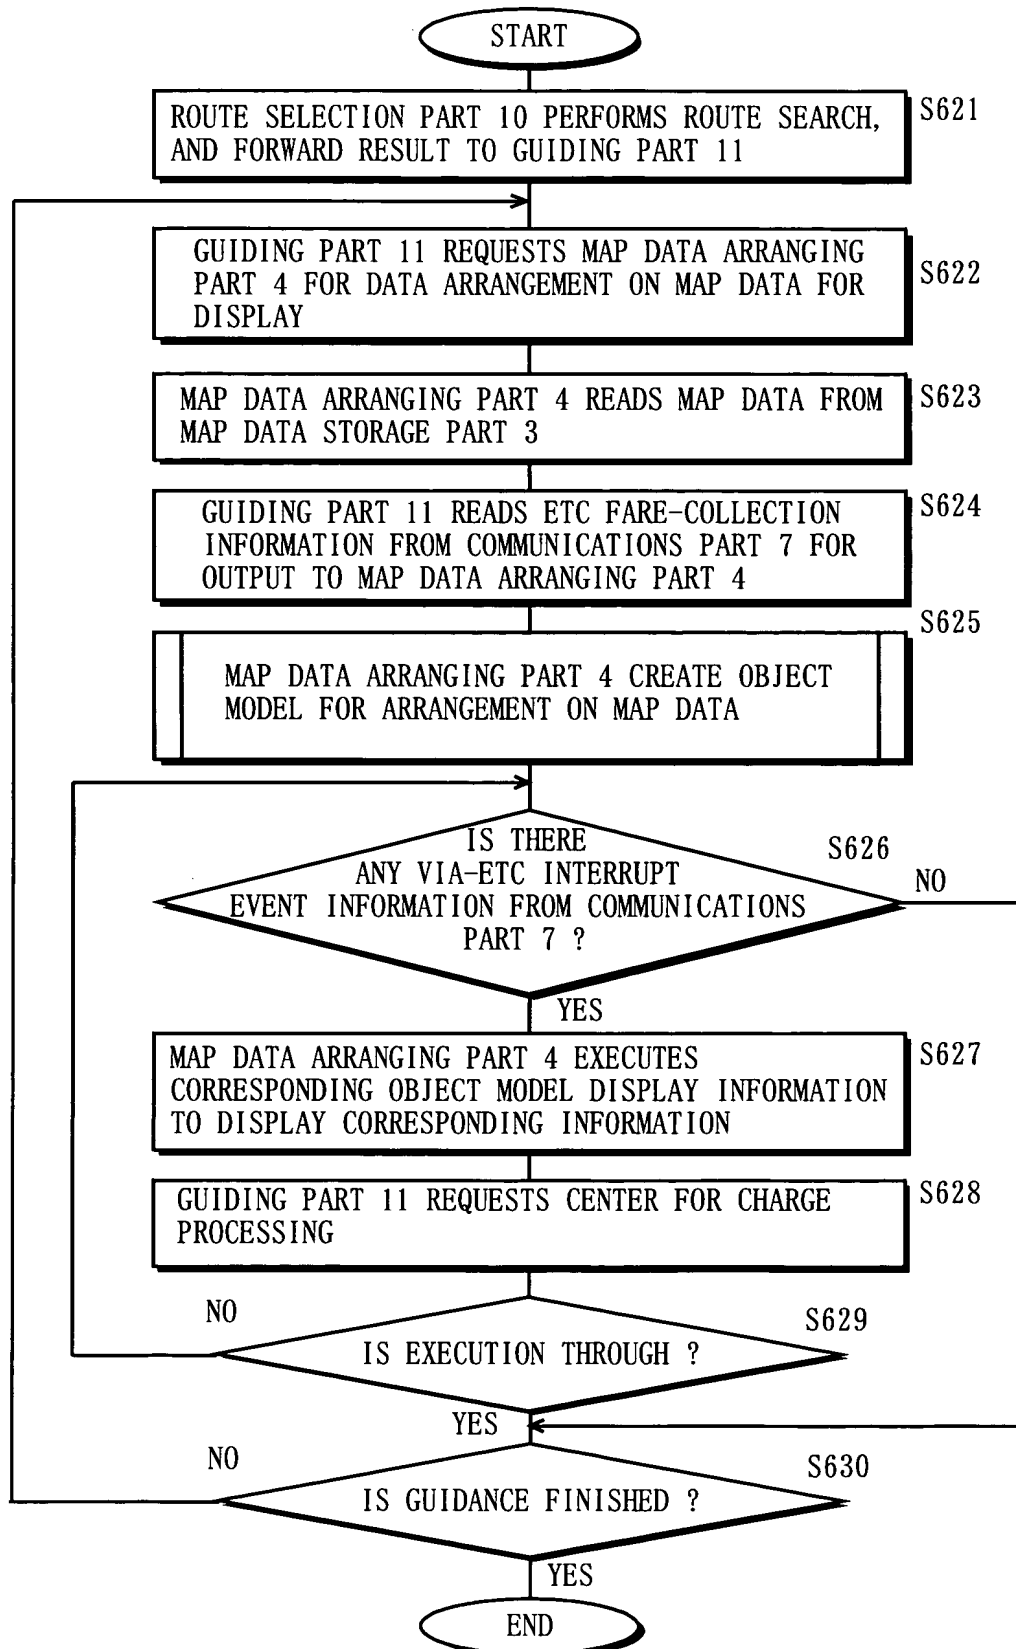 START
ROUTE SELECTION PART 10 PERFORMS ROUTE SEARCH,
AND FORWARD RESULT TO GUIDING PART 11
S621
GUIDING PART 11 REQUESTS MAP DATA ARRANGING
PART 4 FOR DATA ARRANGEMENT ON MAP DATA FOR
DISPLAY
S622
MAP DATA ARRANGING PART 4 READS MAP DATA FROM
MAP DATA STORAGE PART 3
S623
GUIDING PART 11 READS ETC FARE-COLLECTION
INFORMATION FROM COMMUNICATIONS PART 7 FOR
OUTPUT TO MAP DATA ARRANGING PART 4
S624
S625
MAP DATA ARRANGING PART 4 CREATE OBJECT
MODEL FOR ARRANGEMENT ON MAP DATA
IS THERE
ANY VIA-ETC INTERRUPT
EVENT INFORMATION FROM COMMUNICATIONS
PART 7 ?
S626
NO
YES
MAP DATA ARRANGING PART 4 EXECUTES
CORRESPONDING OBJECT MODEL DISPLAY INFORMATION
TO DISPLAY CORRESPONDING INFORMATION
S627
GUIDING PART 11 REQUESTS CENTER FOR CHARGE
PROCESSING
S628
NO
S629
IS EXECUTION THROUGH ?
YES
NO
S630
IS GUIDANCE FINISHED ?
YES
END